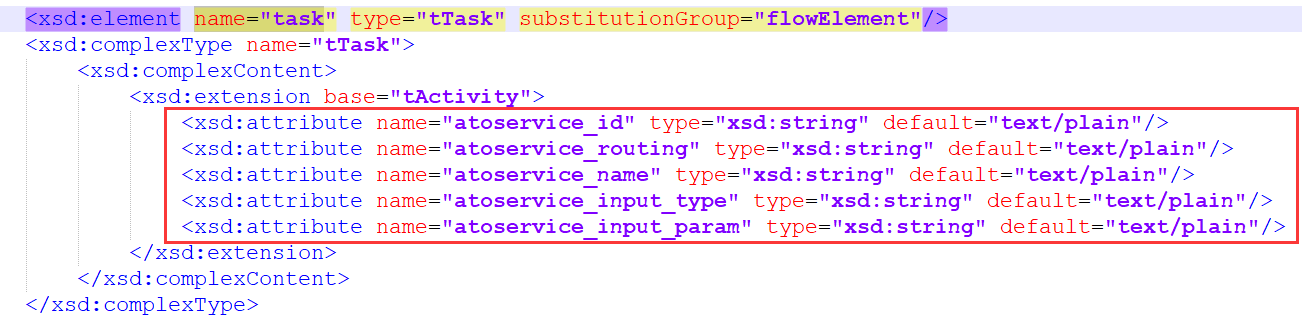 <xsd:element name="task" type="tTask" substitutionGroup="flowElement"/>
<xsd:complexType name="tTask">
<xsd:complexContent>
<xsd:extension base="tActivity">
<xsd:attribute name="atoservice_id" type="xsd:string" default="text/plain"/>
<xsd:attribute name="atoservice_routing" type="xsd:string" default="text/plain"/>
<xsd:attribute name="atoservice_name" type="xsd:string" default="text/plain"/>
<xsd:attribute name="atoservice_input_type" type="xsd:string" default="text/plain"/>
<xsd:attribute name="atoservice_input_param" type="xsd:string" default="text/plain"/>
</xsd:extension>
</xsd:complexContent>
</xsd:complexType>